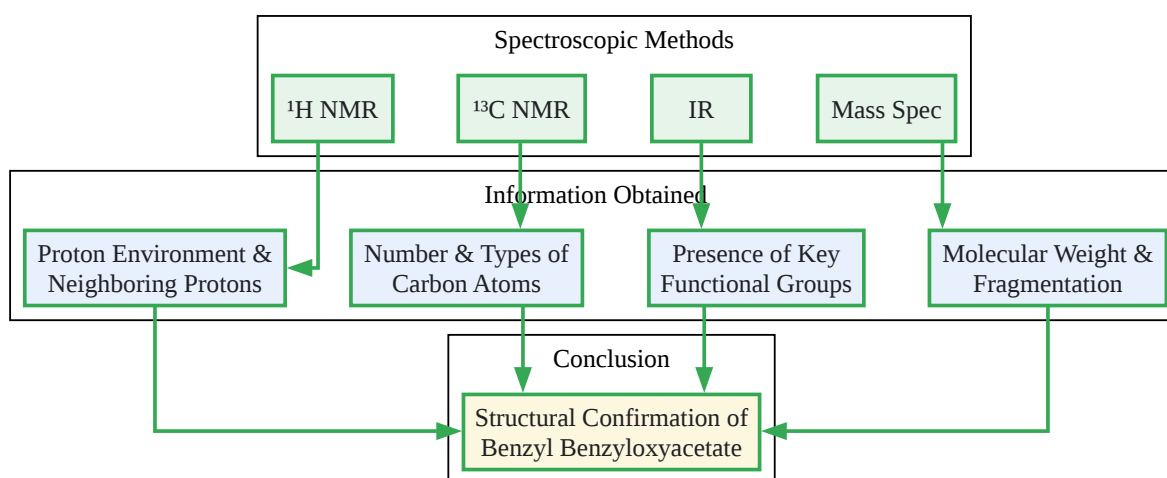 Spectroscopic Methods
¹H NMR
¹³C NMR
IR
Mass Spec
Information Obtained
Proton Environment &
Neighboring Protons
Number & Types of
Carbon Atoms
Presence of Key
Functional Groups
Molecular Weight &
Fragmentation
Conclusion
Structural Confirmation of
Benzyl Benzyloxyacetate